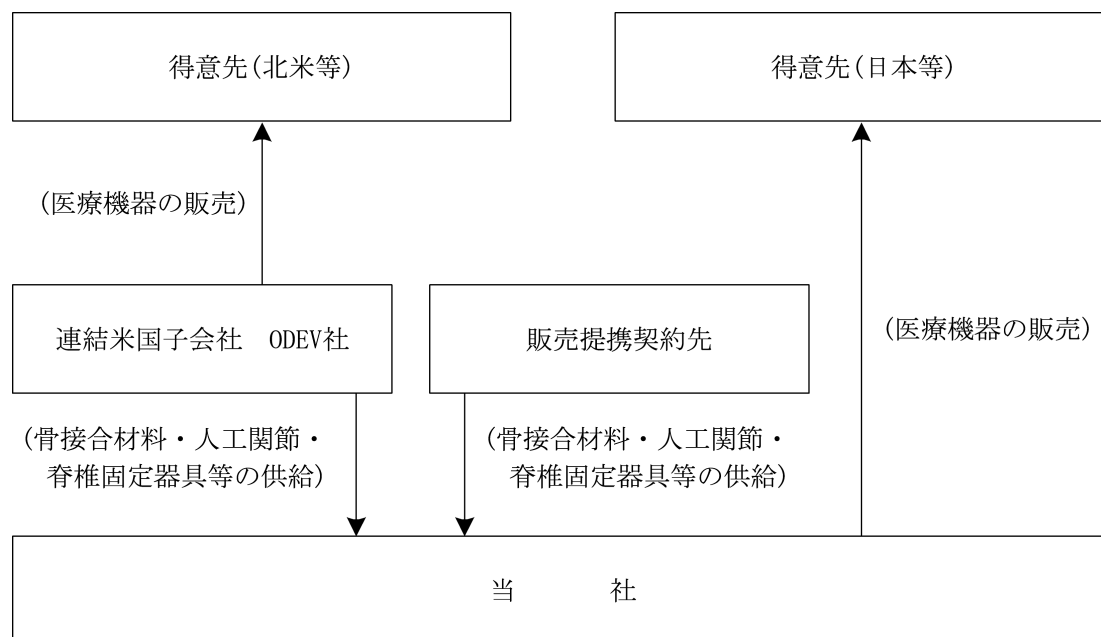 得意先(北米等)
得意先(日本等)
(医療機器の販売)
連結米国子会社　ODEV社
販売提携契約先
(医療機器の販売)
(骨接合材料・人工関節・
脊椎固定器具等の供給)
(骨接合材料・人工関節・
脊椎固定器具等の供給)
当　　　社